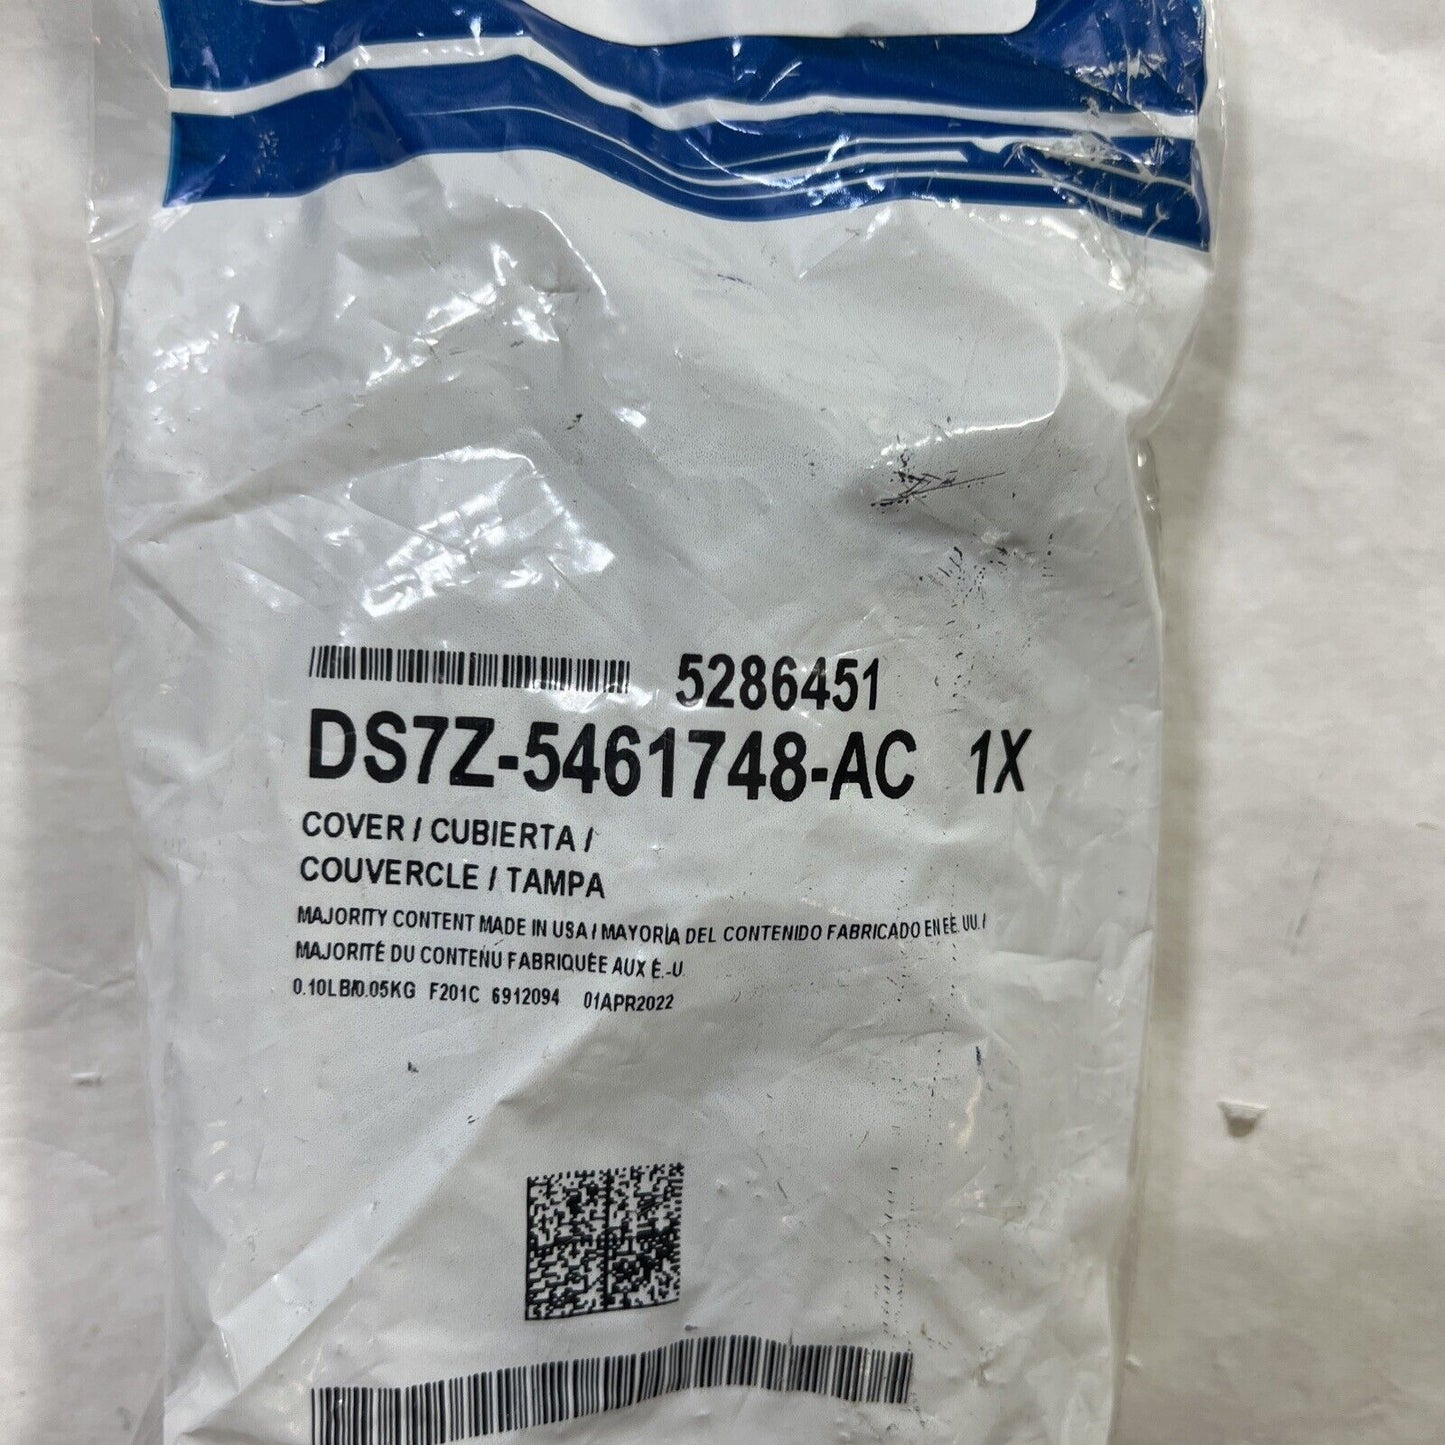 5286451
DS7Z-5461748-AC 1X
COVER / CUBIERTA /
COUVERCLE / TAMPA
MAJORITY CONTENT MADE IN USA / MAYORÍA DEL CONTENIDO FABRICADO EN EE. UU. /
MAJORITÉ DU CONTENU FABRIQUÉE AUX É.-U.
0.10LB/0.05KG F201C 6912094 01APR2022